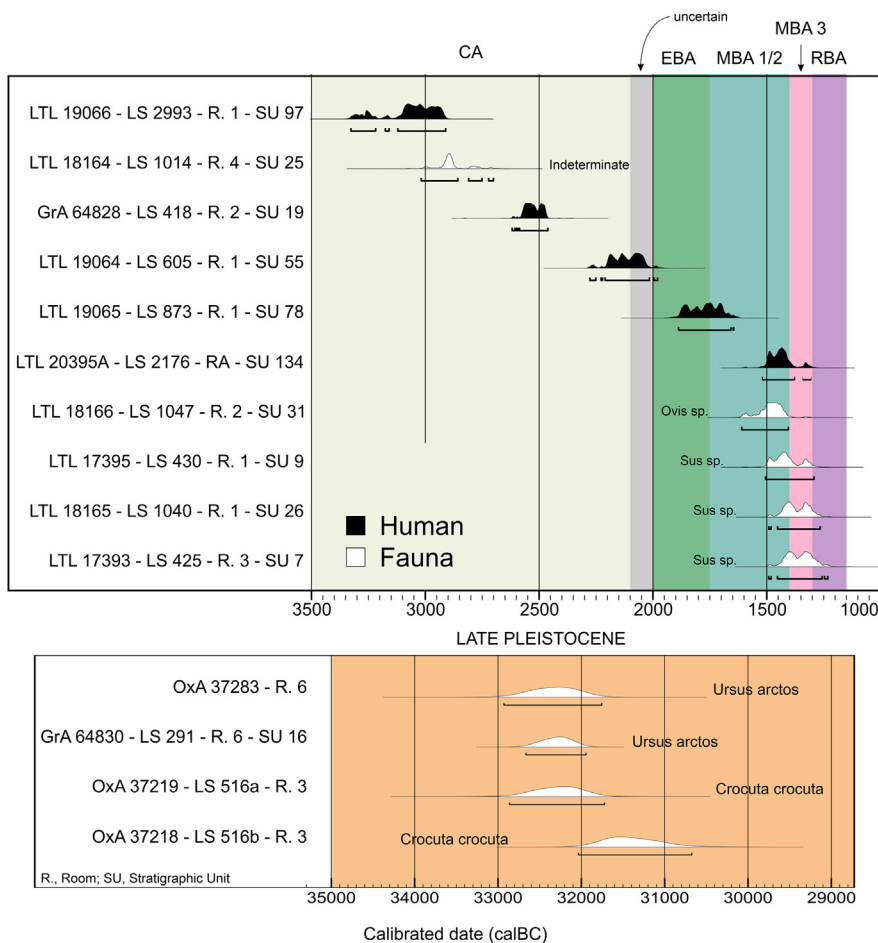 uncertain
MBA 3
CA
EBA
MBA 1/2
RBA
LTL 19066 - LS 2993 - R. 1 - SU 97
LTL 18164 - LS 1014 - R. 4 - SU 25
Indeterminate
GrA 64828 - LS 418 - R. 2 - SU 19
LTL 19064 - LS 605 - R. 1 - SU 55
LTL 19065 - LS 873 - R. 1 - SU 78
LTL 20395A - LS 2176 - RA - SU 134
LTL 18166 - LS 1047 - R. 2 - SU 31
Ovis sp.
LTL 17395 - LS 430 - R. 1 - SU 9
Sus sp.
LTL 18165 - LS 1040 - R. 1 - SU 26
Sus sp.
LTL 17393 - LS 425 - R. 3 - SU 7
Sus sp.
Human
Fauna
3500 3000 2500 2000 1500 1000
LATE PLEISTOCENE
OxA 37283 - R. 6
Ursus arctos
GrA 64830 - LS 291 - R. 6 - SU 16
Ursus arctos
OxA 37219 - LS 516a - R. 3
Crocuta crocuta
OxA 37218 - LS 516b - R. 3
Crocuta crocuta
R., Room; SU, Stratigraphic Unit
35000 34000 33000 32000 31000 30000 29000
Calibrated date (calBC)